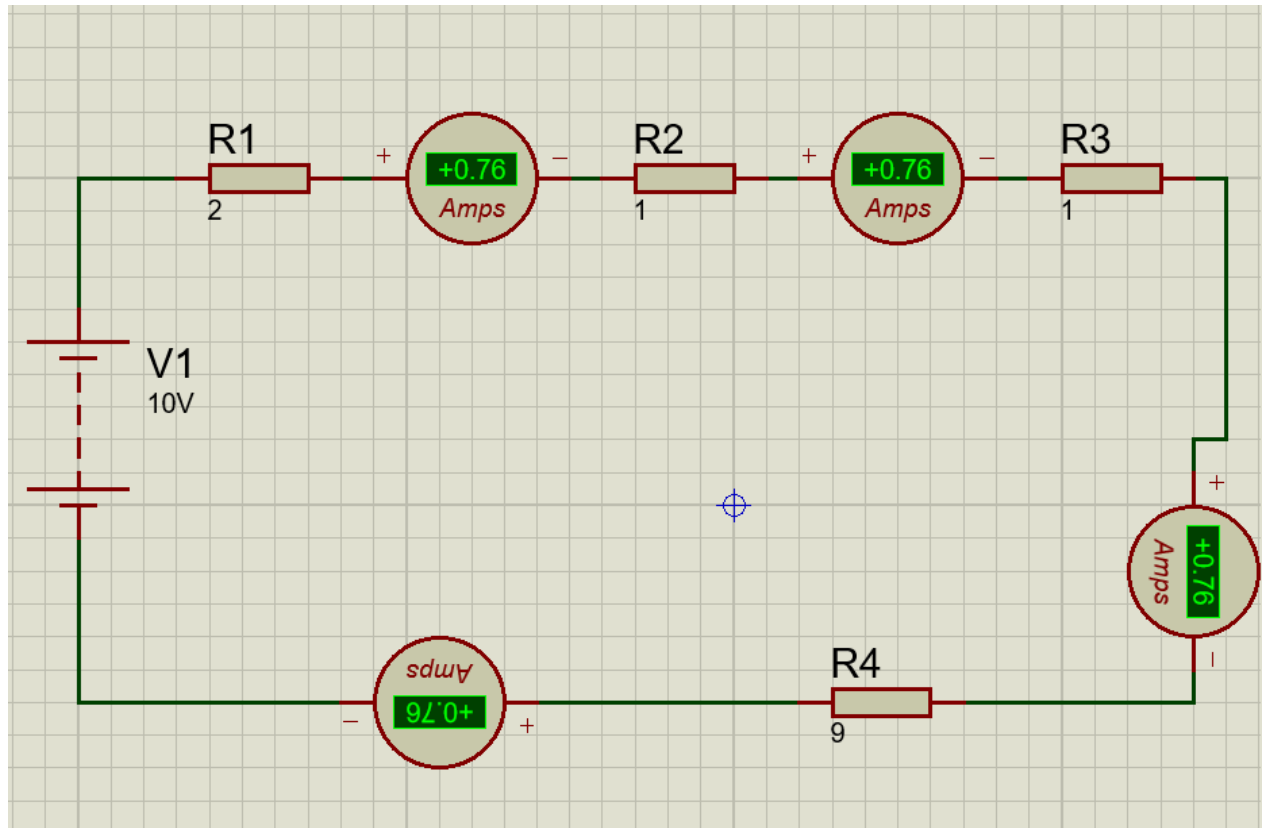 R1
2
+
+0.76
Amps
−
R2
1
+
+0.76
Amps
−
R3
1
V1
10V
+
+0.76
Amps
−
R4
9
Amps
+0.76
−
+